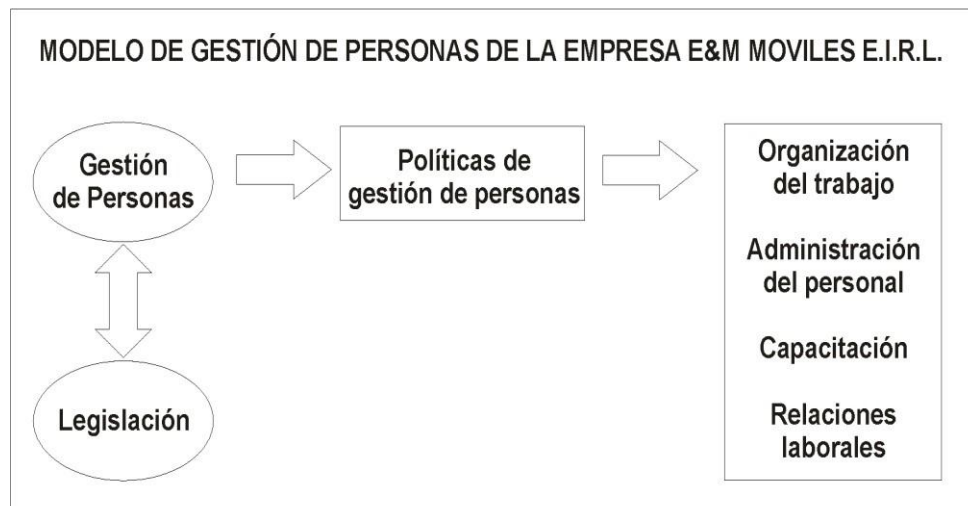 MODELO DE GESTIÓN DE PERSONAS DE LA EMPRESA E&M MOVILES E.I.R.L.
Gestión
de Personas
Políticas de
gestión de personas
Organización
del trabajo
Administración
del personal
Capacitación
Relaciones
laborales
Legislación